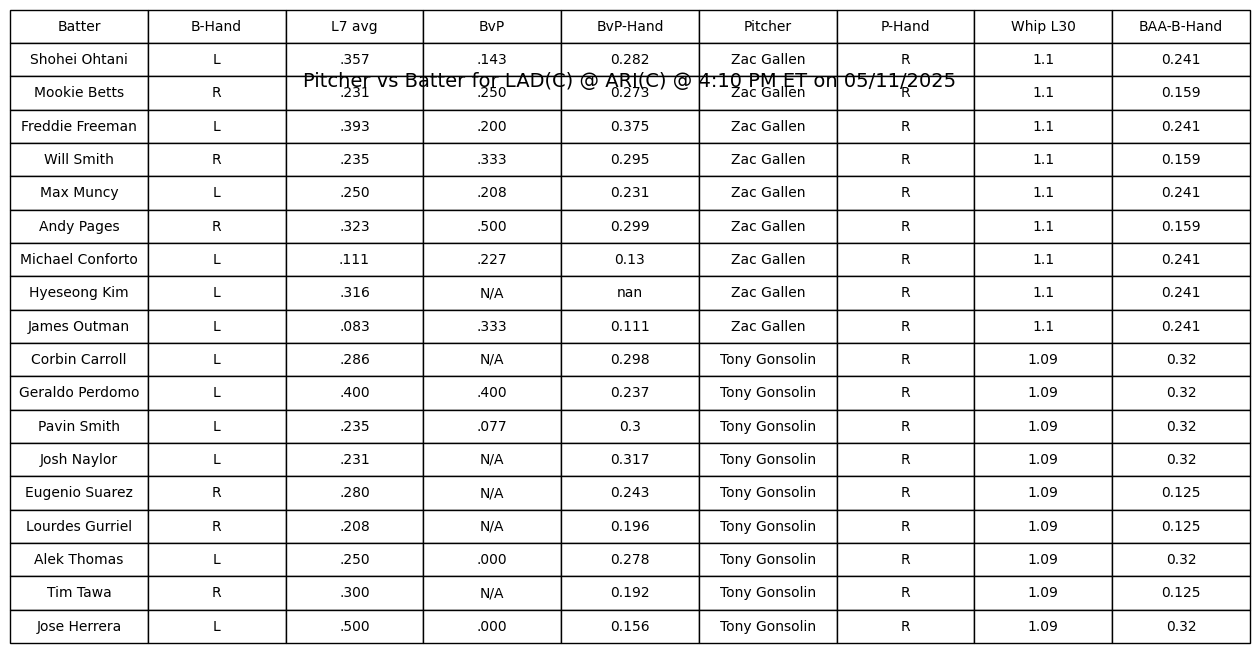 Batter B-Hand L7 avg BvP BvP-Hand Pitcher P-Hand Whip L30 BAA-B-Hand
Shohei Ohtani L .357 .143 0.282 Zac Gallen R 1.1 0.241
Pitcher vs Batter for LAD(C) @ ARI(C) @ 4:10 PM ET on 05/11/2025
Mookie Betts R .231 .250 0.273 Zac Gallen R 1.1 0.159
Freddie Freeman L .393 .200 0.375 Zac Gallen R 1.1 0.241
Will Smith R .235 .333 0.295 Zac Gallen R 1.1 0.159
Max Muncy L .250 .208 0.231 Zac Gallen R 1.1 0.241
Andy Pages R .323 .500 0.299 Zac Gallen R 1.1 0.159
Michael Conforto L .111 .227 0.13 Zac Gallen R 1.1 0.241
Hyeseong Kim L .316 N/A nan Zac Gallen R 1.1 0.241
James Outman L .083 .333 0.111 Zac Gallen R 1.1 0.241
Corbin Carroll L .286 N/A 0.298 Tony Gonsolin R 1.09 0.32
Geraldo Perdomo L .400 .400 0.237 Tony Gonsolin R 1.09 0.32
Pavin Smith L .235 .077 0.3 Tony Gonsolin R 1.09 0.32
Josh Naylor L .231 N/A 0.317 Tony Gonsolin R 1.09 0.32
Eugenio Suarez R .280 N/A 0.243 Tony Gonsolin R 1.09 0.125
Lourdes Gurriel R .208 N/A 0.196 Tony Gonsolin R 1.09 0.125
Alek Thomas L .250 .000 0.278 Tony Gonsolin R 1.09 0.32
Tim Tawa R .300 N/A 0.192 Tony Gonsolin R 1.09 0.125
Jose Herrera L .500 .000 0.156 Tony Gonsolin R 1.09 0.32